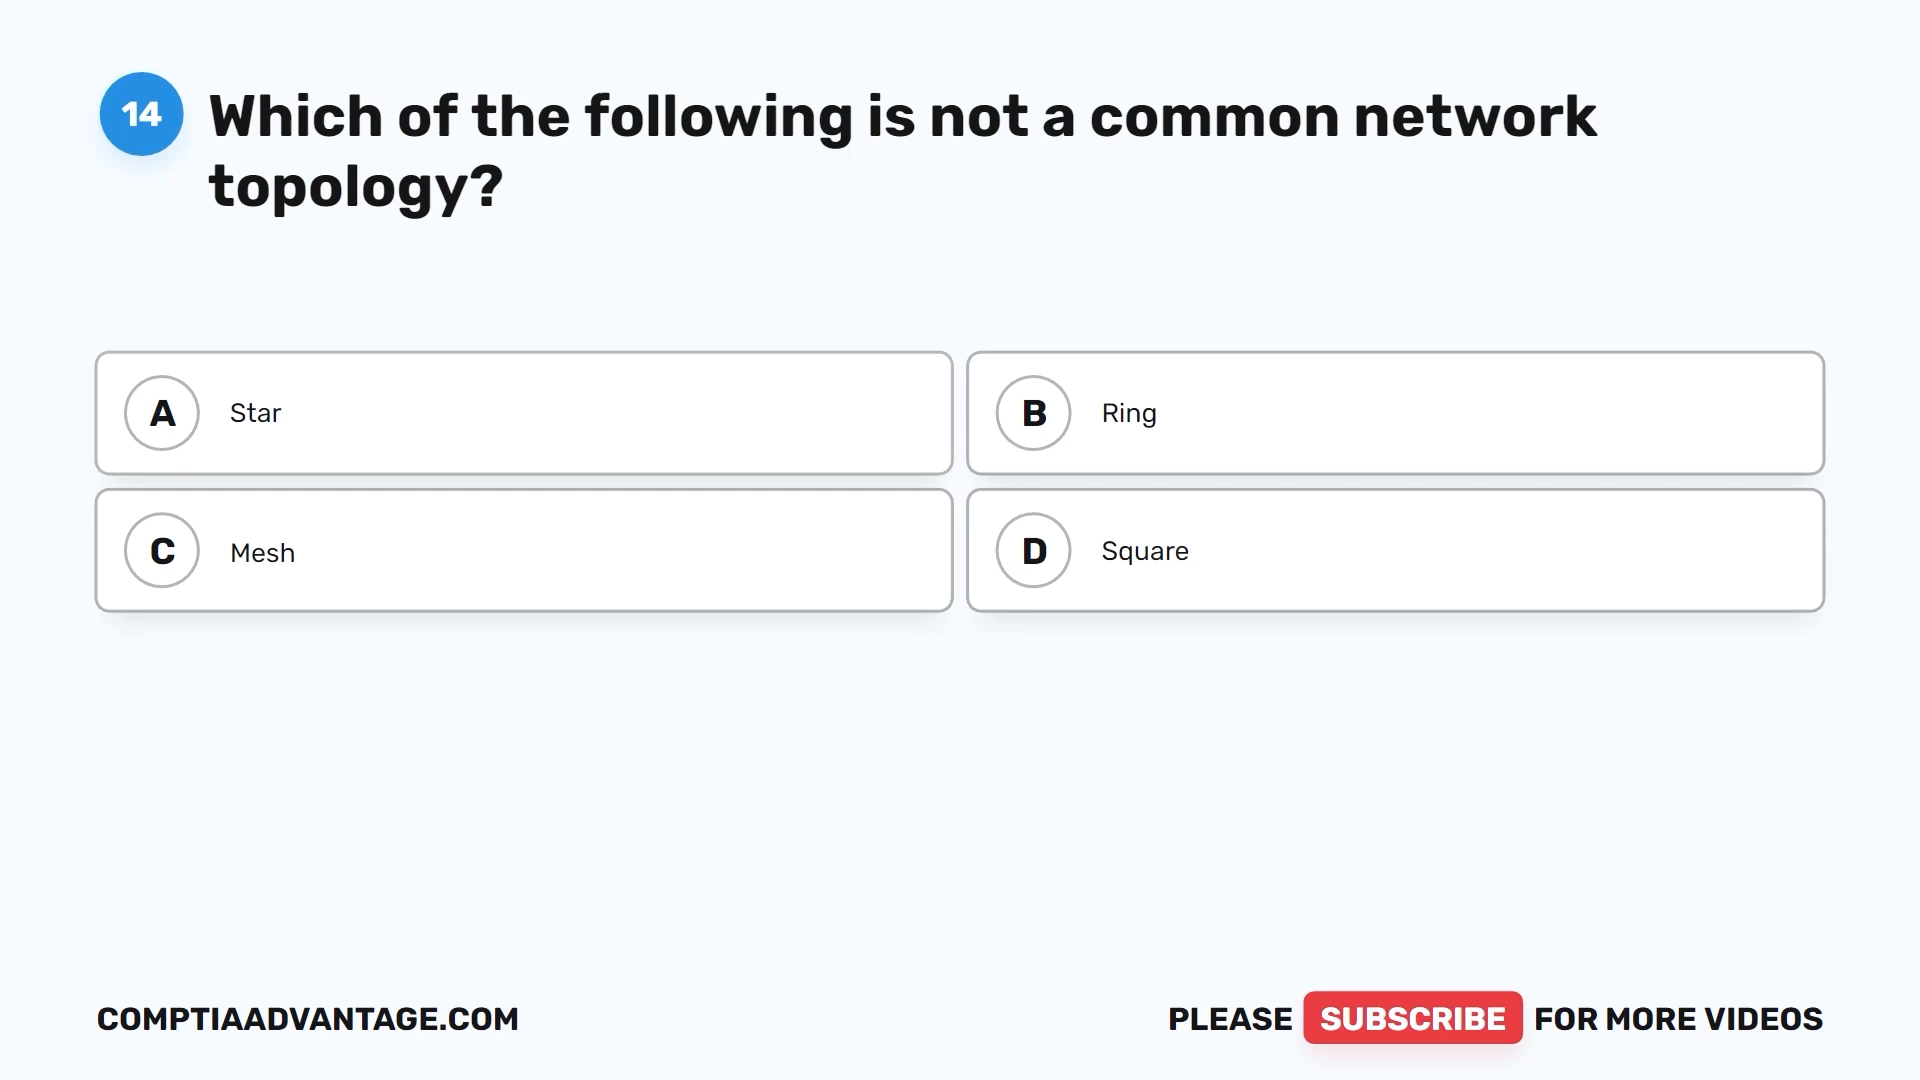 14
Which of the following is not a common network
topology?
A Star
B Ring
C Mesh
D Square
COMPTIAADVANTAGE.COM
PLEASE SUBSCRIBE FOR MORE VIDEOS